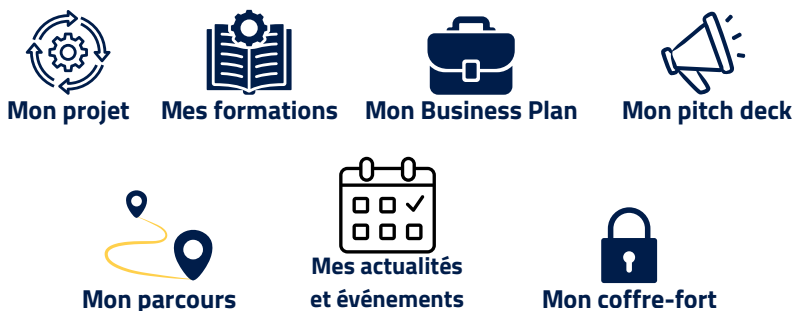 Mon projet
Mes formations
Mon Business Plan
Mon pitch deck
Mon parcours
Mes actualités
et événements
Mon coffre-fort